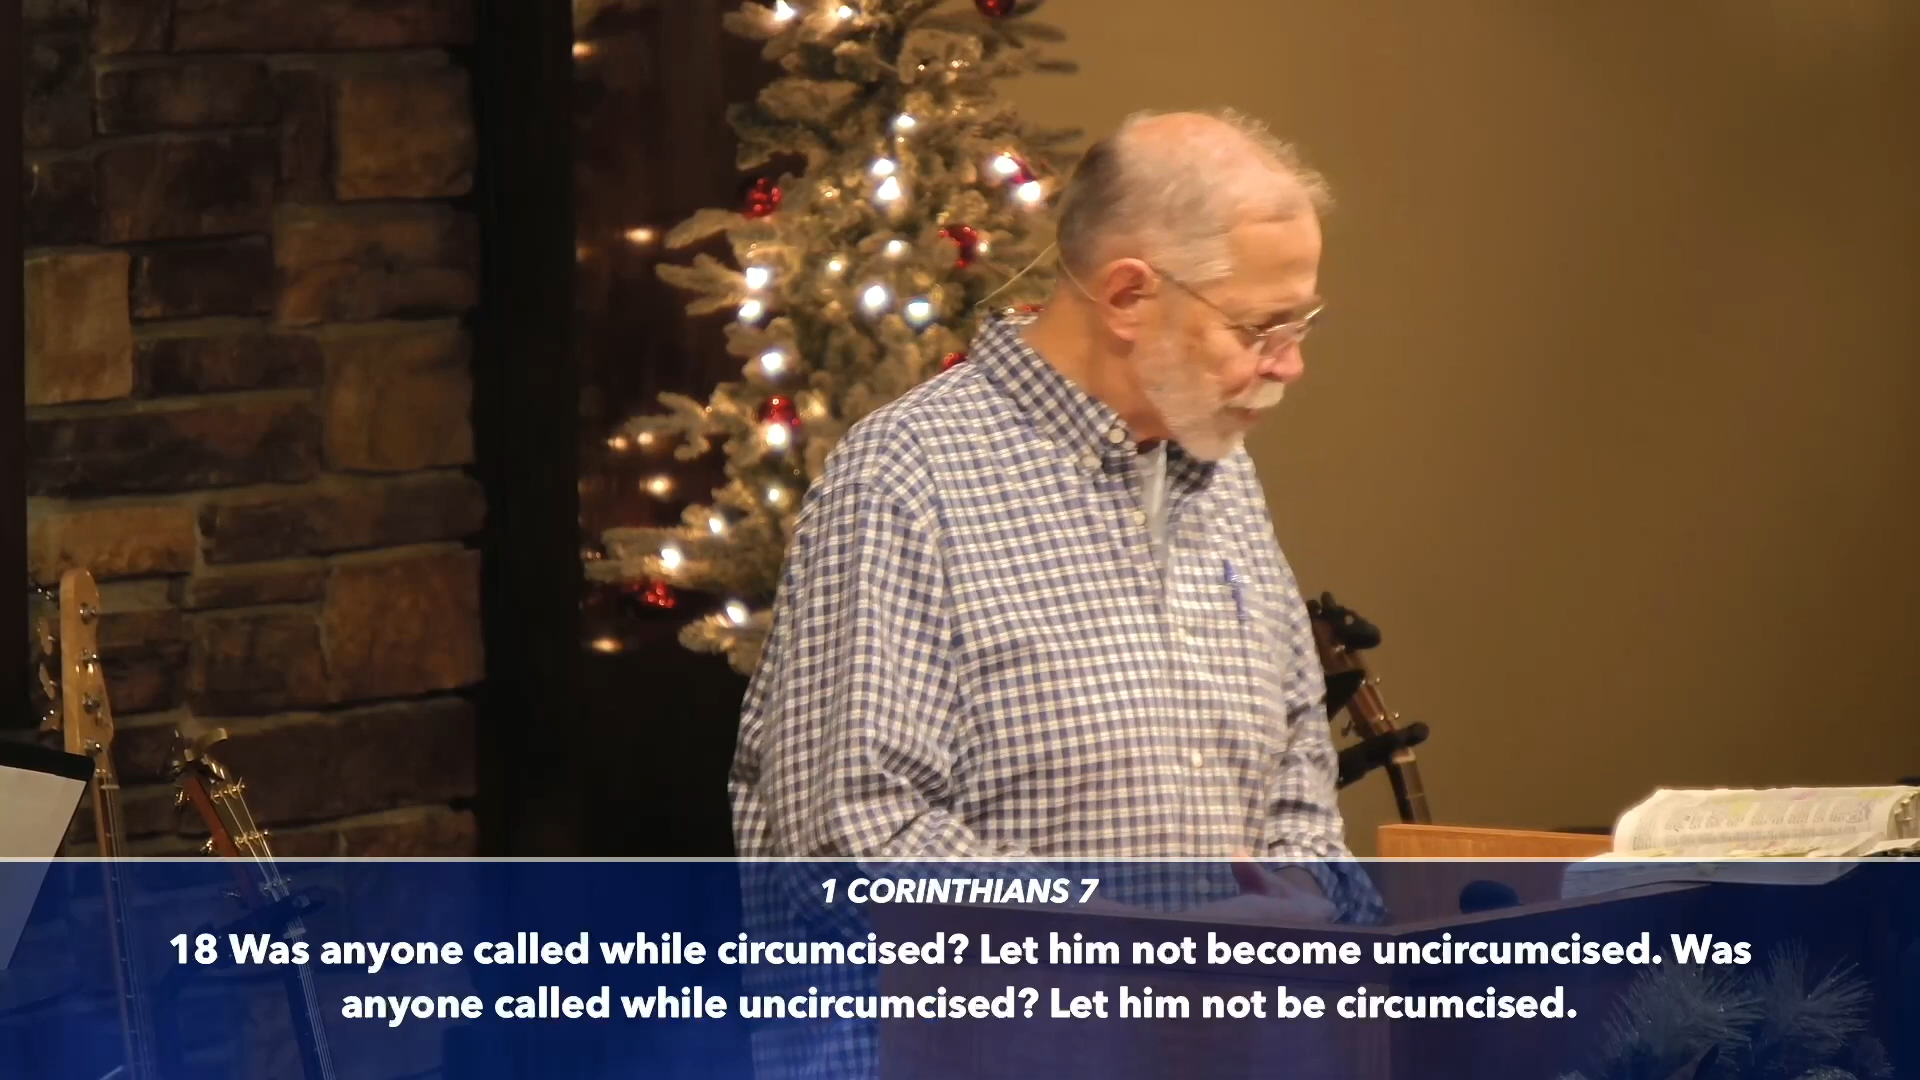 1 CORINTHIANS 7
18 Was anyone called while circumcised? Let him not become uncircumcised. Was
anyone called while uncircumcised? Let him not be circumcised.